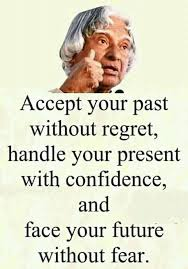 Accept your past
without regret,
handle your present
with confidence,
and
face your future
without fear.